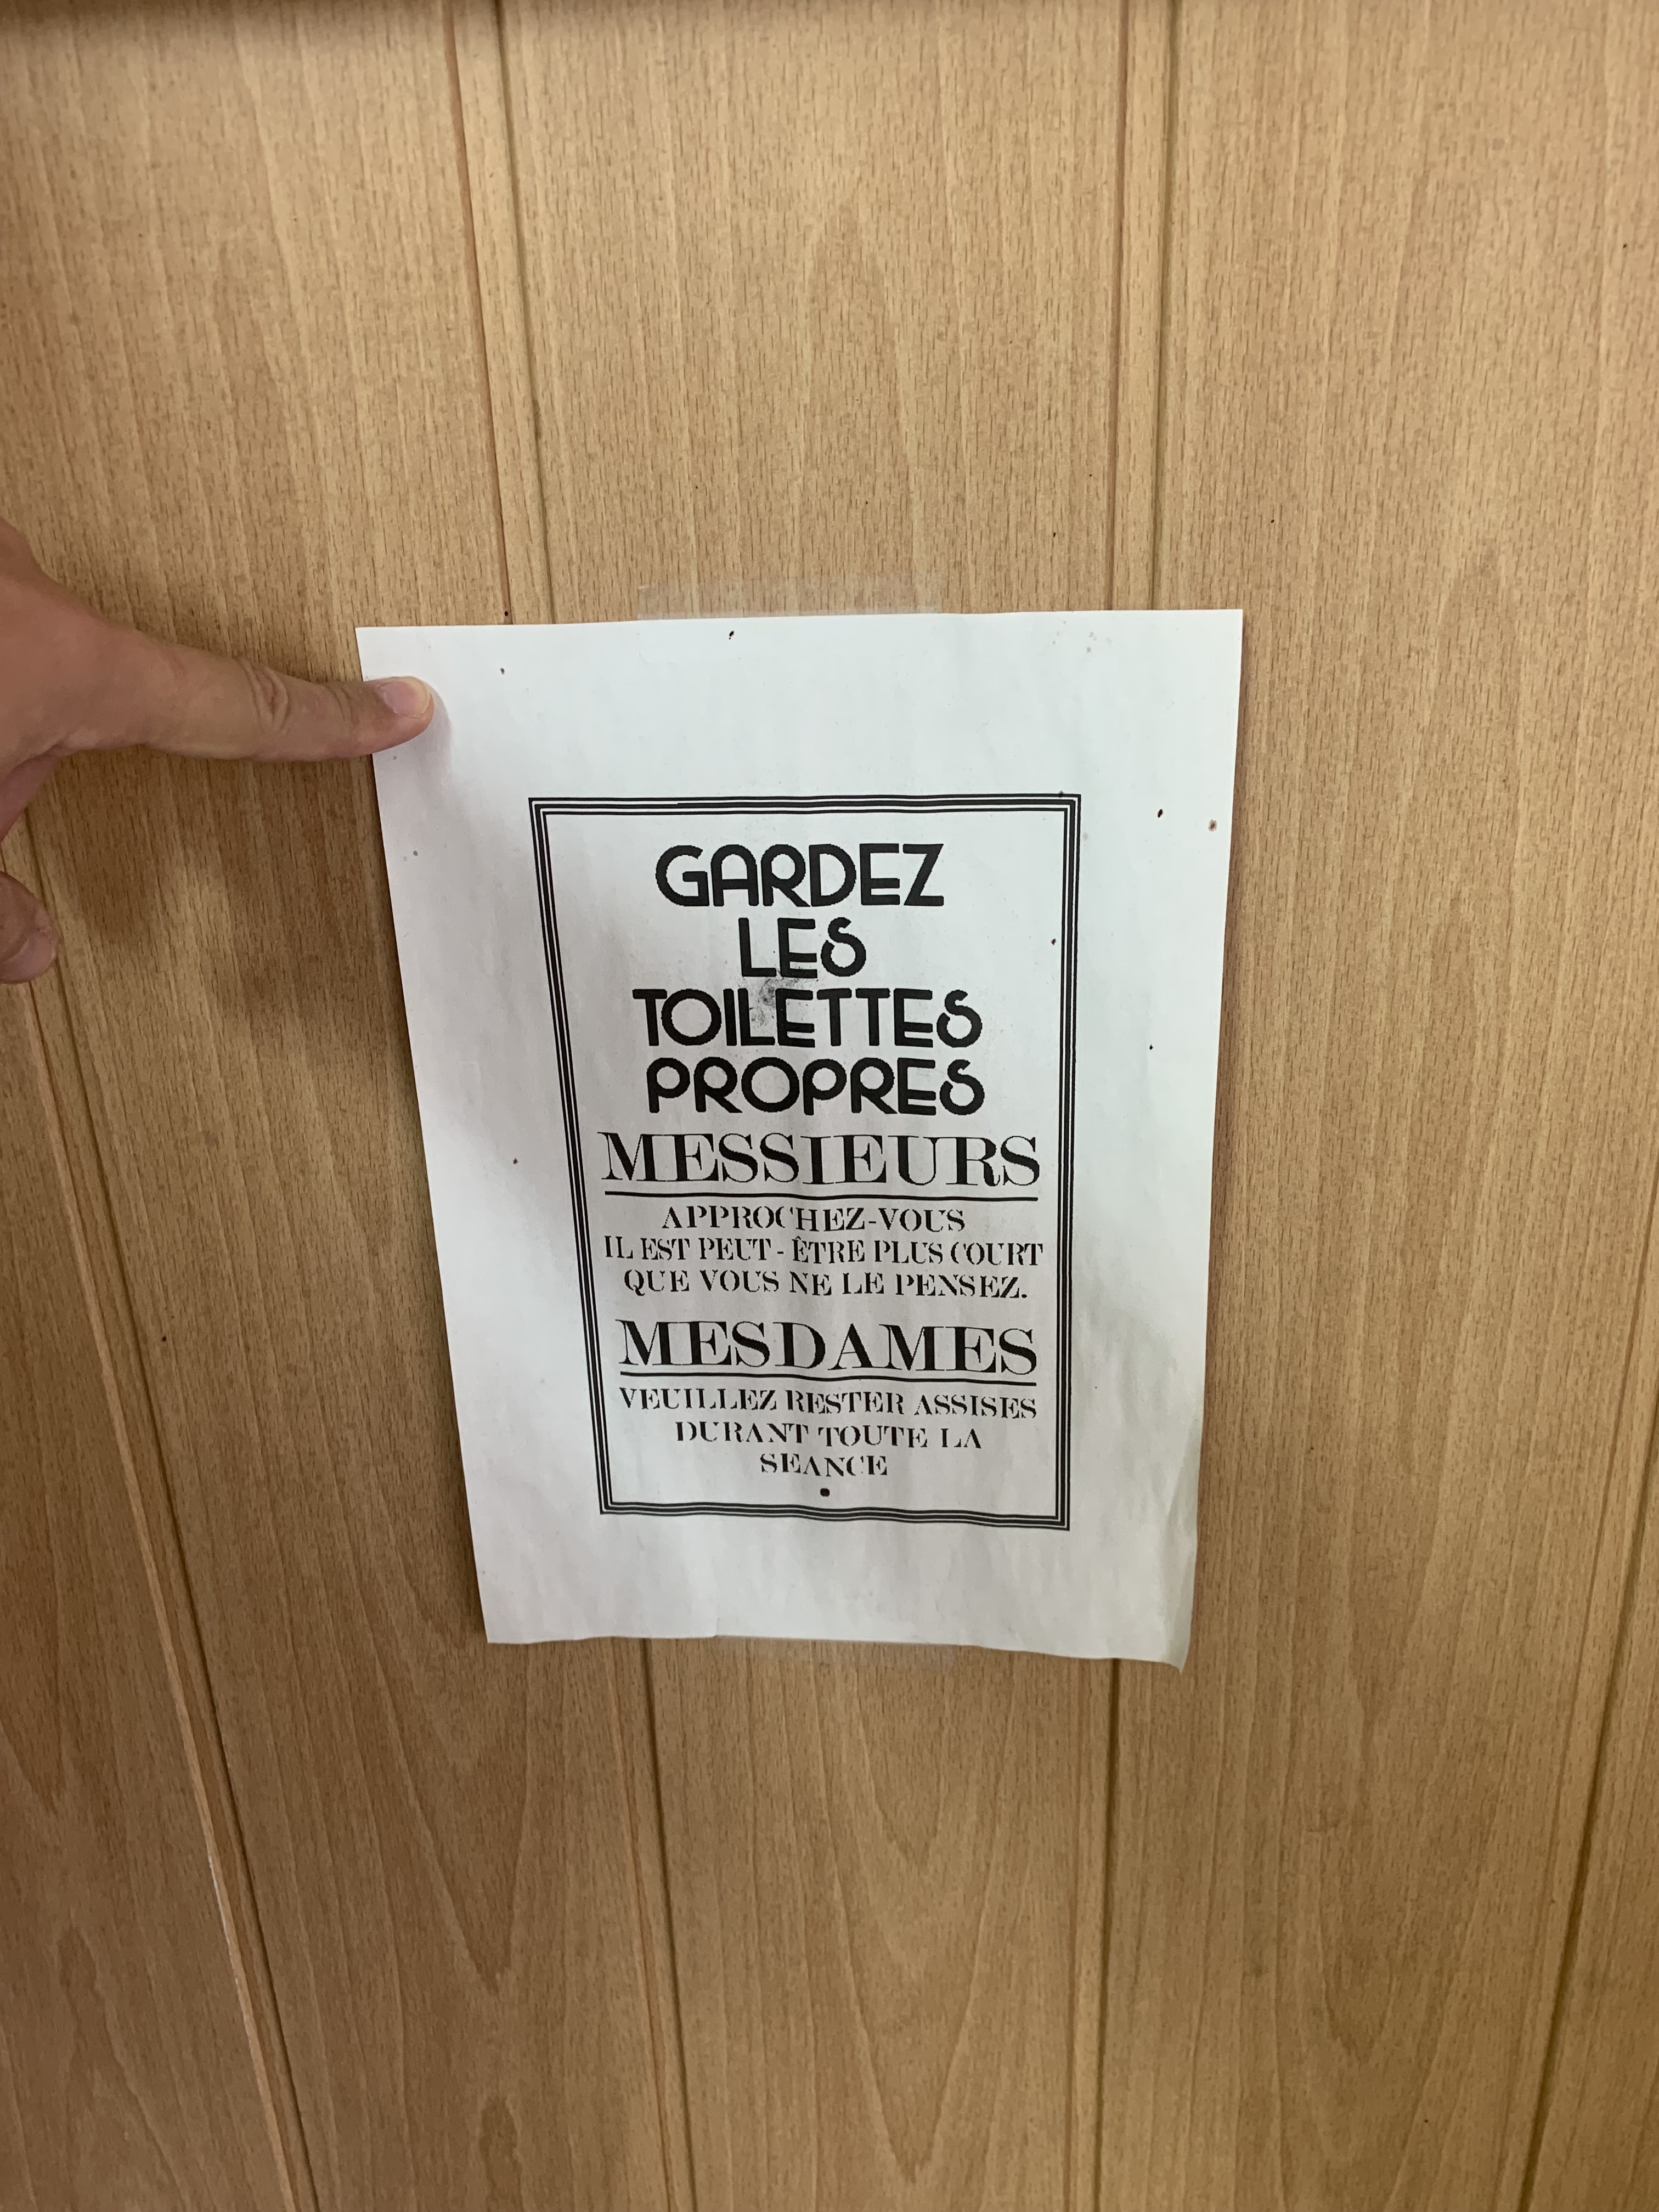 GARDEZ
LES
TOILETTES
PROPRES
MESSIEURS
APPROCHEZ-VOUS
IL EST PEUT-ÊTRE PLUS COURT
QUE VOUS NE LE PENSEZ.
MESDAMES
VEUILLEZ RESTER ASSISES
DURANT TOUTE LA
SEANCE